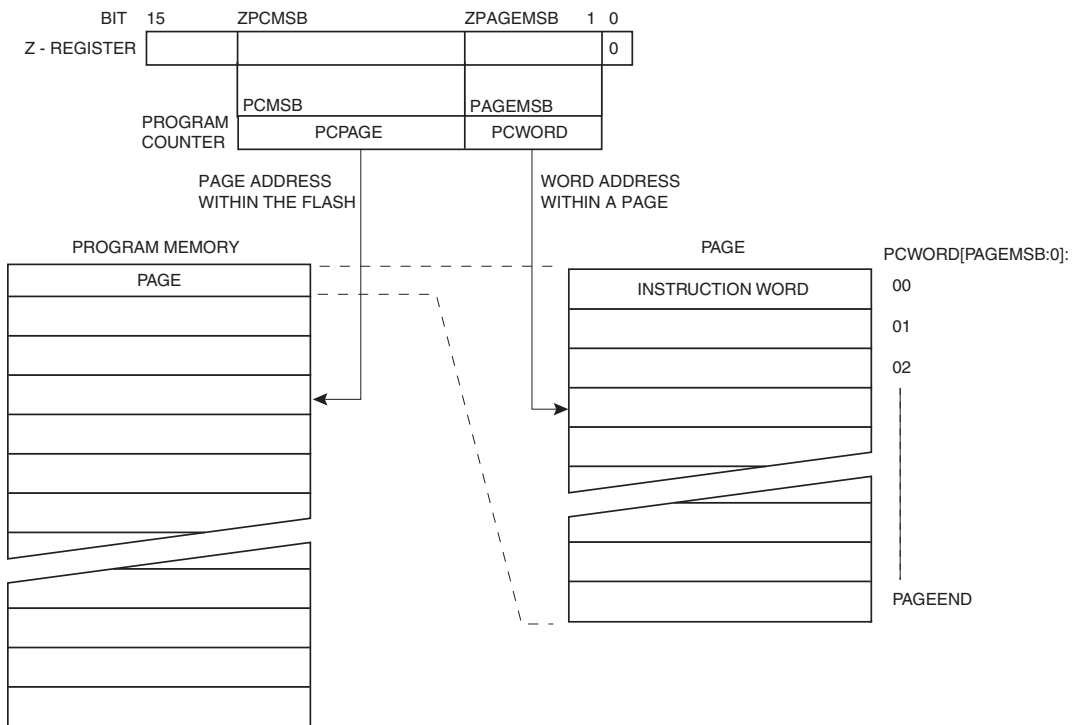 BIT 15 ZPCMSB ZPAGEMSB 1 0
Z - REGISTER 0
PCMSB PAGEMSB
PROGRAM
COUNTER
PCPAGE PCWORD
PAGE ADDRESS
WITHIN THE FLASH
WORD ADDRESS
WITHIN A PAGE
PROGRAM MEMORY
PAGE
PAGE
PCWORD[PAGEMSB:0]:
INSTRUCTION WORD
00
01
02
PAGEEND